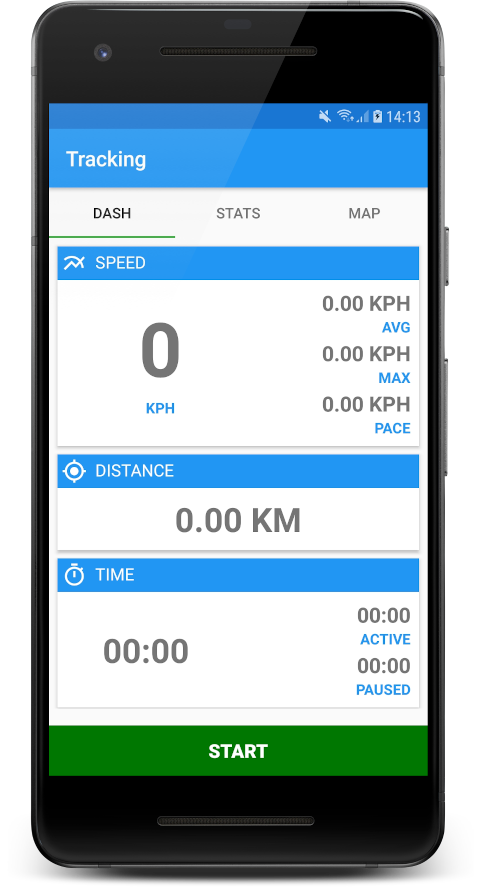 14:13
Tracking
DASH STATS MAP
SPEED
0
KPH
0.00 KPH
AVG
0.00 KPH
MAX
0.00 KPH
PACE
DISTANCE
0.00 KM
TIME
00:00
00:00
ACTIVE
00:00
PAUSED
START